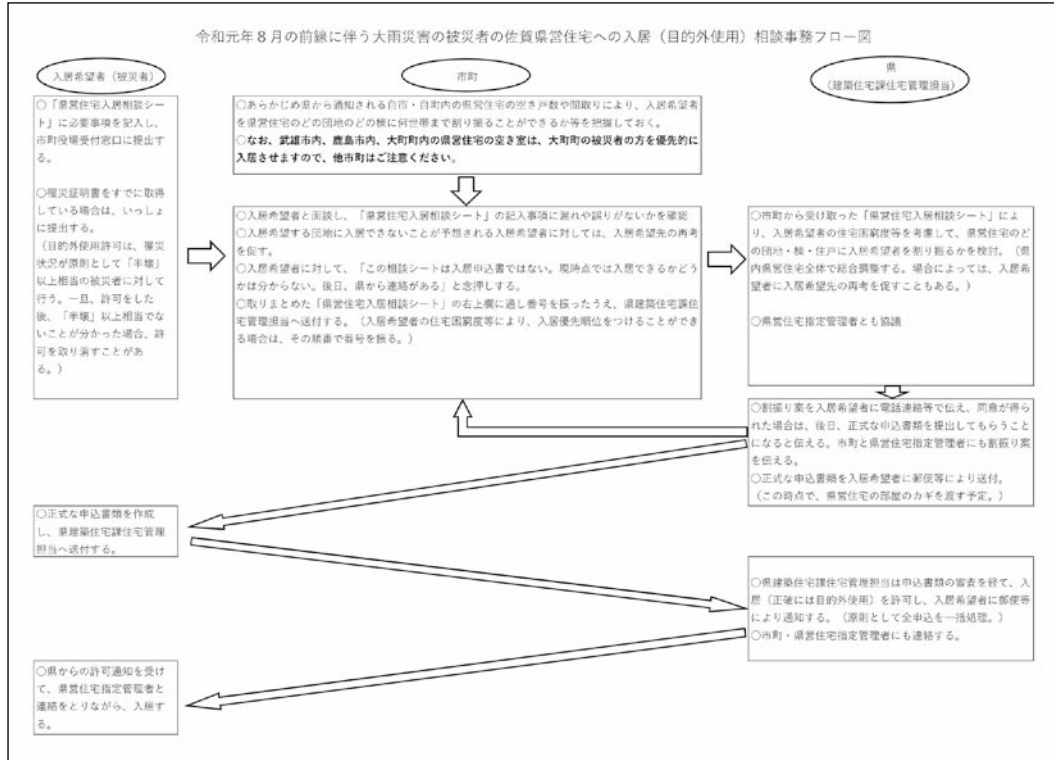 令和元年８月の前線に伴う大雨災害の被災者の佐賀県営住宅への入居（目的外使用）相談事務フロー図
入居希望者（被災者）
市町
県
（建築住宅課住宅管理担当）
○「県営住宅入居相談シー
ト」に必要事項を記入し、
市町役場受付窓口に提出す
る。
○罹災証明書をすでに取得
している場合は、いっしょ
に提出する。
（目的外使用許可は、罹災
状況が原則として「半壊」
以上相当の被災者に対して
行う。一旦、許可をした
後、「半壊」以上相当でな
いことが分かった場合、許
可を取り消すことがあ
る。）
○あらかじめ県から通知される自市・自町内の県営住宅の空き戸数や間取りにより、入居希望者
を県営住宅のどの団地のどの棟に何世帯まで割り振ることができるか等を把握しておく。
○なお、武雄市内、鹿島市内、大町町内の県営住宅の空き室は、大町町の被災者の方を優先的に
入居させますので、他市町はご注意ください。
○入居希望者と面談し、「県営住宅入居相談シート」の記入事項に漏れや誤りがないかを確認
○入居希望する団地に入居できないことが予想される入居希望者に対しては、入居希望先の再考
を促す。
○入居希望者に対して、「この相談シートは入居申込書ではない。現時点では入居できるかどう
かは分からない。後日、県から連絡がある」と念押しする。
○取りまとめた「県営住宅入居相談シート」の右上欄に通し番号を振ったうえ、県建築住宅課住
宅管理担当へ送付する。（入居希望者の住宅困窮度等により、入居優先順位をつけることができ
る場合は、その順番で番号を振る。）
○市町から受け取った「県営住宅入居相談シート」によ
り、入居希望者の住宅困窮度等を考慮して、県営住宅のど
の団地・棟・住戸に入居希望者を割り振るかを検討。（県
内県営住宅全体で総合調整する。場合によっては、入居希
望者に入居希望先の再考を促すこともある。）
○県営住宅指定管理者とも協議
○割振り案を入居希望者に電話連絡等で伝え、同意が得
られた場合は、後日、正式な申込書類を提出してもらうこと
になると伝える。市町と県営住宅指定管理者にも割振り案
を伝える。
○正式な申込書類を入居希望者に郵便等により送付。
（この時点で、県営住宅の部屋のカギを渡す予定。）
○正式な申込書類を作成
し、県建築住宅課住宅管理
担当へ送付する。
○県建築住宅課住宅管理担当は申込書類の審査を経て、入
居（正確には目的外使用）を許可し、入居希望者に郵便等
により通知する。（原則として全申込を一括処理。）
○市町・県営住宅指定管理者にも連絡する。
○県からの許可通知を受け
て、県営住宅指定管理者と
連絡をとりながら、入居す
る。